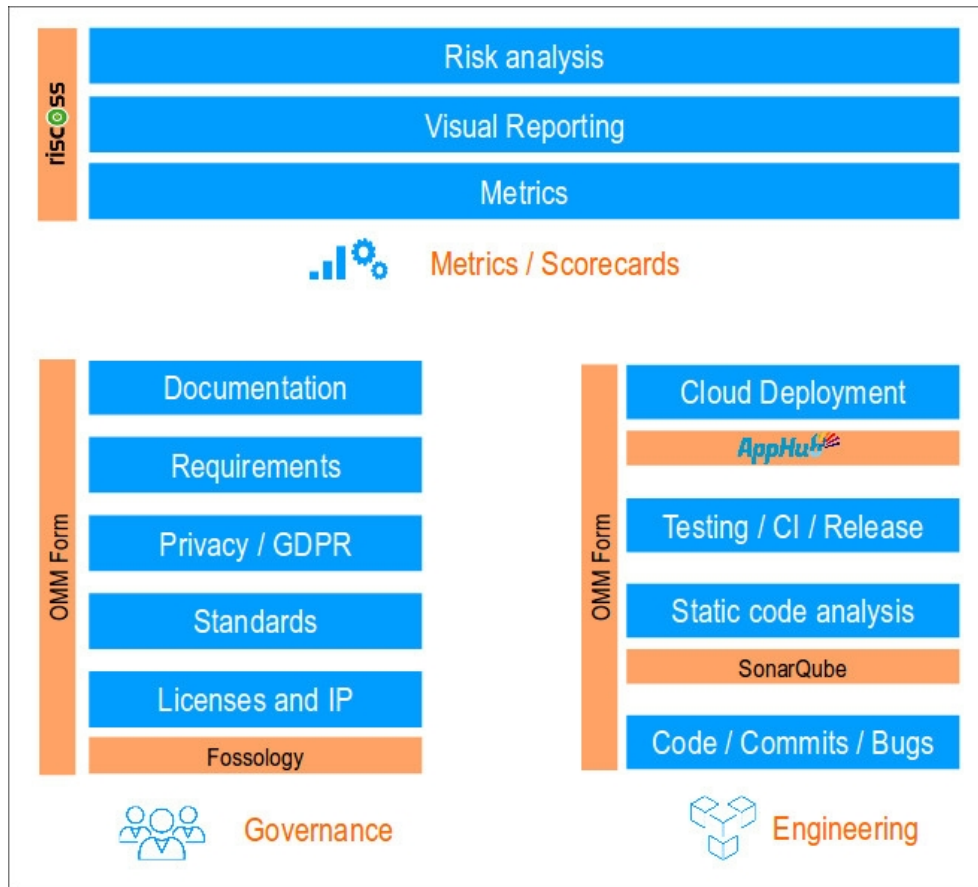 riscoss
Risk analysis
Visual Reporting
Metrics
Metrics / Scorecards
OMM Form
Documentation
Requirements
Privacy / GDPR
Standards
Licenses and IP
Fossology
Governance
OMM Form
Cloud Deployment
AppHub
Testing / CI / Release
Static code analysis
SonarQube
Code / Commits / Bugs
Engineering